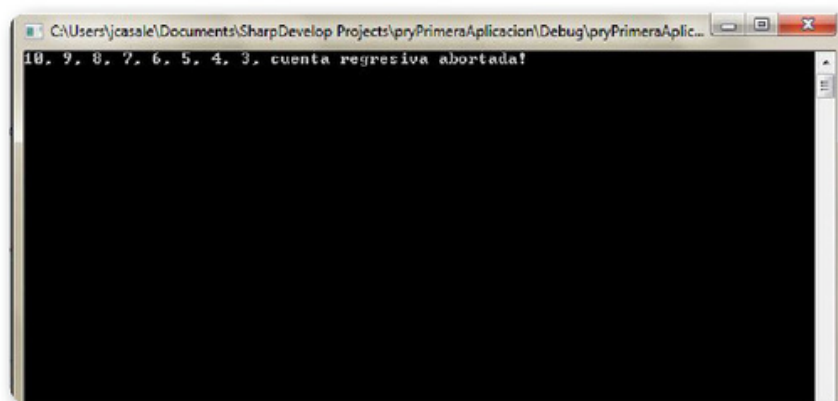 C:\Users\jcasale\Documents\SharpDevelop Projects\pryPrimeraAplicacion\Debug\pryPrimeraAplic...
10, 9, 8, 7, 6, 5, 4, 3, cuenta regresiva abortada!